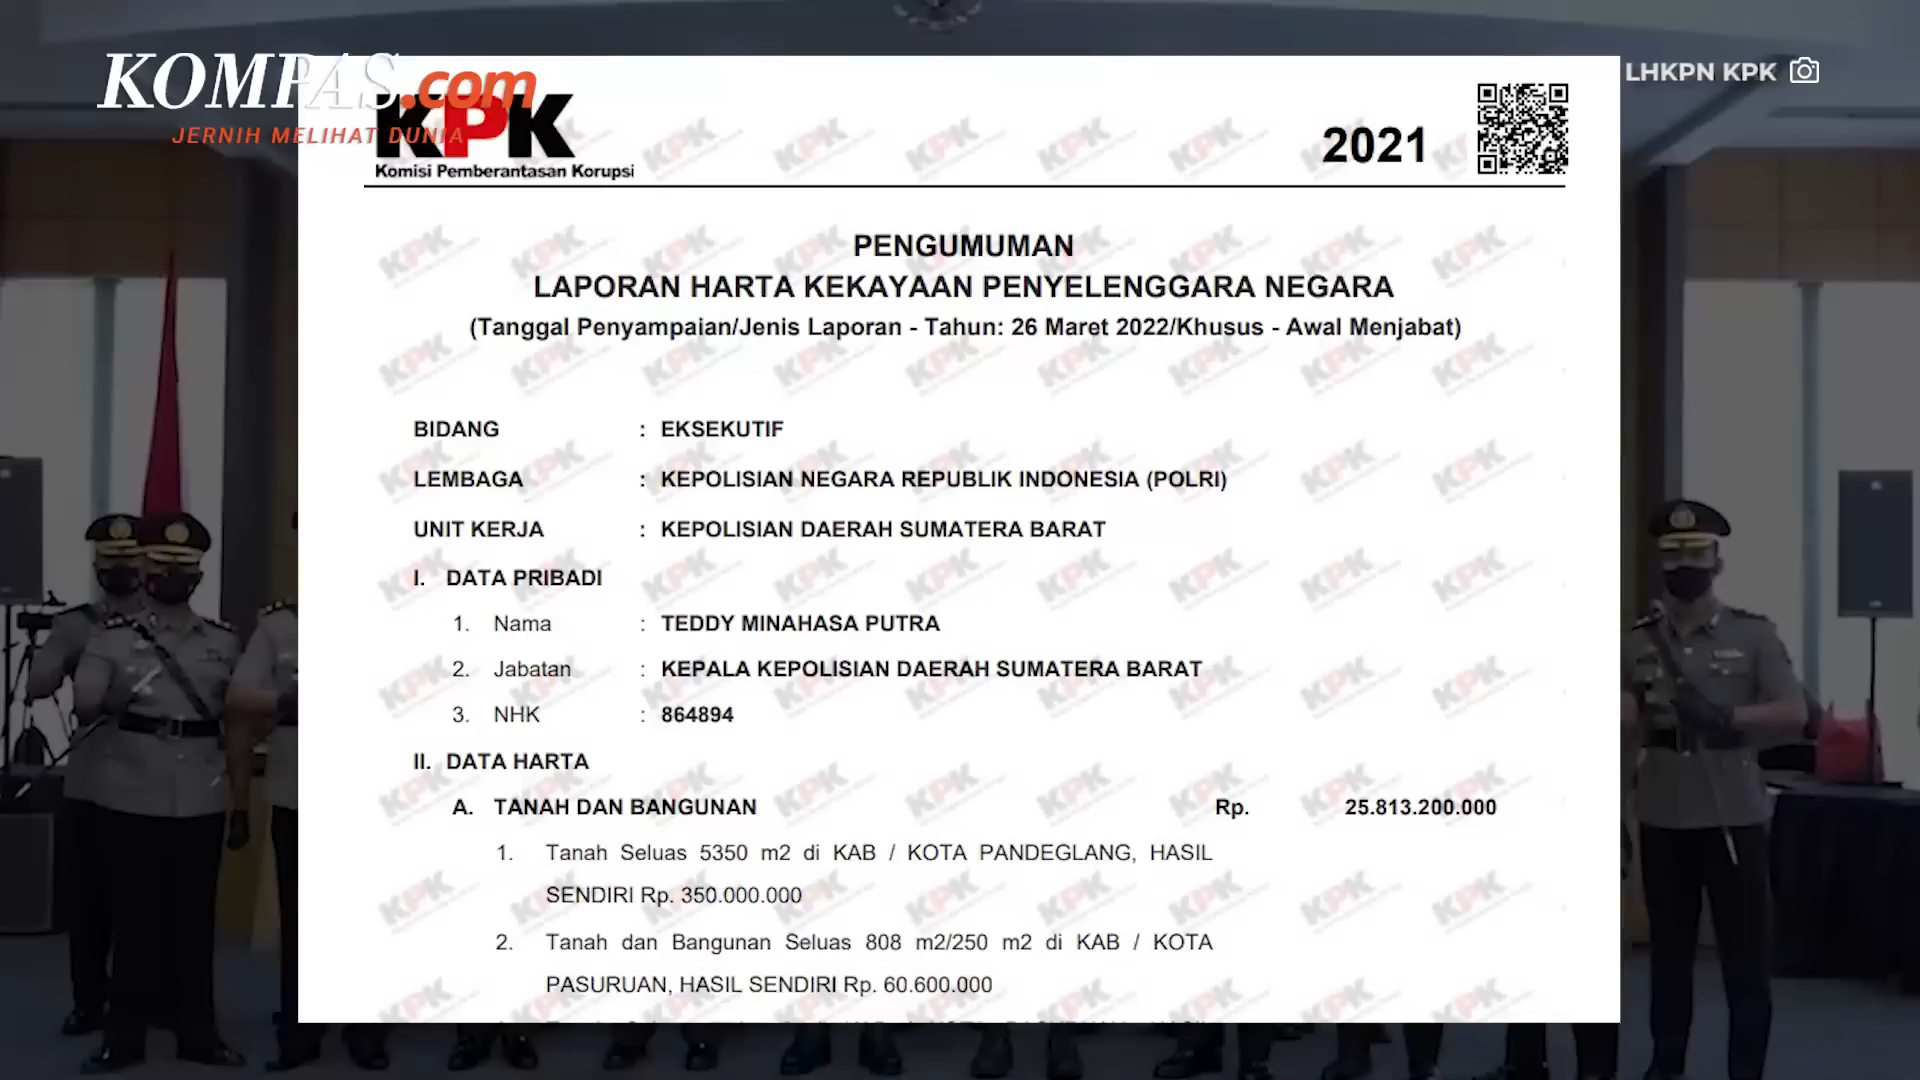 KOMPAS.com
JERNIH MELIHAT DUNIA
LHKPN KPK
KPK
Komisi Pemberantasan Korupsi
2021
PENGUMUMAN
LAPORAN HARTA KEKAYAAN PENYELENGGARA NEGARA
(Tanggal Penyampaian/Jenis Laporan - Tahun: 26 Maret 2022/Khusus - Awal Menjabat)
BIDANG : EKSEKUTIF
LEMBAGA : KEPOLISIAN NEGARA REPUBLIK INDONESIA (POLRI)
UNIT KERJA : KEPOLISIAN DAERAH SUMATERA BARAT
I. DATA PRIBADI
1. Nama : TEDDY MINAHASA PUTRA
2. Jabatan : KEPALA KEPOLISIAN DAERAH SUMATERA BARAT
3. NHK : 864894
II. DATA HARTA
A. TANAH DAN BANGUNAN Rp. 25.813.200.000
1. Tanah Seluas 5350 m2 di KAB / KOTA PANDEGLANG, HASIL
SENDIRI Rp. 350.000.000
2. Tanah dan Bangunan Seluas 808 m2/250 m2 di KAB / KOTA
PASURUAN, HASIL SENDIRI Rp. 60.600.000